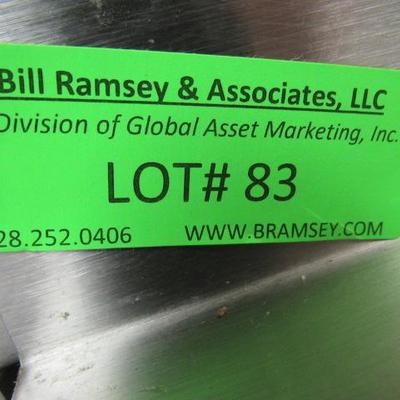 Bill Ramsey & Associates, LLC
Division of Global Asset Marketing, Inc.
LOT# 83
28.252.0406 WWW.BRAMSEY.COM